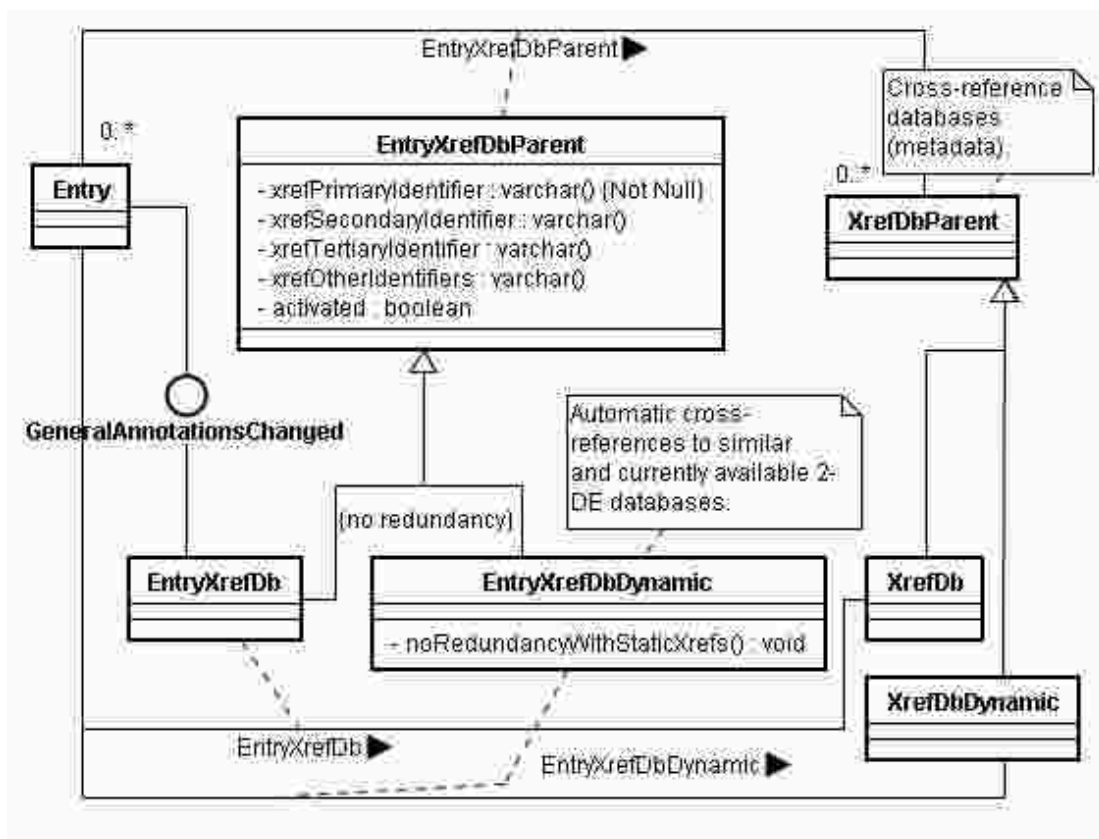 EntryXrefDbParent
Cross-reference
databases
(metadata)
0..*
EntryXrefDbParent
Entry
- xrefPrimaryIdentifier : varchar() {Not Null}
- xrefSecondaryIdentifier : varchar()
- xrefTertiaryIdentifier : varchar()
- xrefOtherIdentifiers : varchar()
- activated : boolean
0..*
XrefDbParent
GeneralAnnotationsChanged
Automatic cross-
references to similar
and currently available 2-
DE databases.
{no redundancy}
EntryXrefDb
EntryXrefDbDynamic
- noRedundancyWithStaticXrefs() : void
XrefDb
XrefDbDynamic
EntryXrefDb
EntryXrefDbDynamic